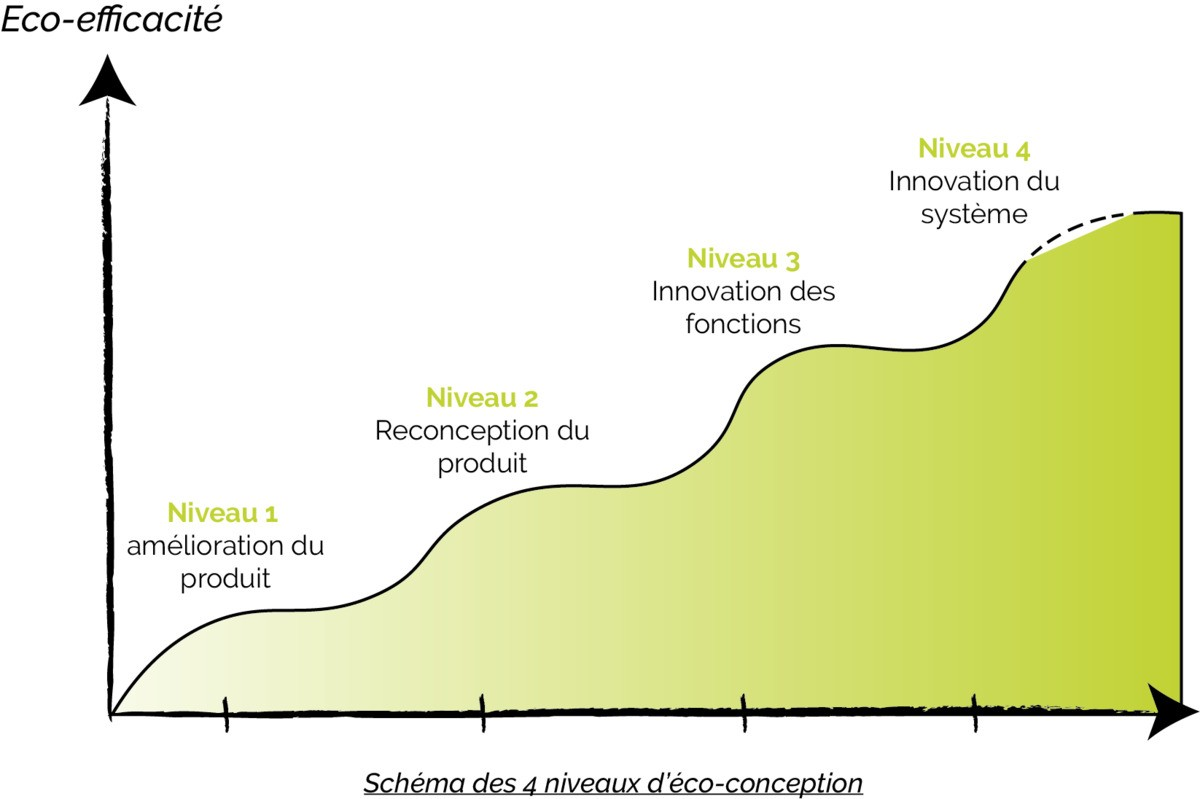 Eco-efficacité
Niveau 4
Innovation du
système
Niveau 3
Innovation des
fonctions
Niveau 2
Reconception du
produit
Niveau 1
amélioration du
produit
Schéma des 4 niveaux d'éco-conception